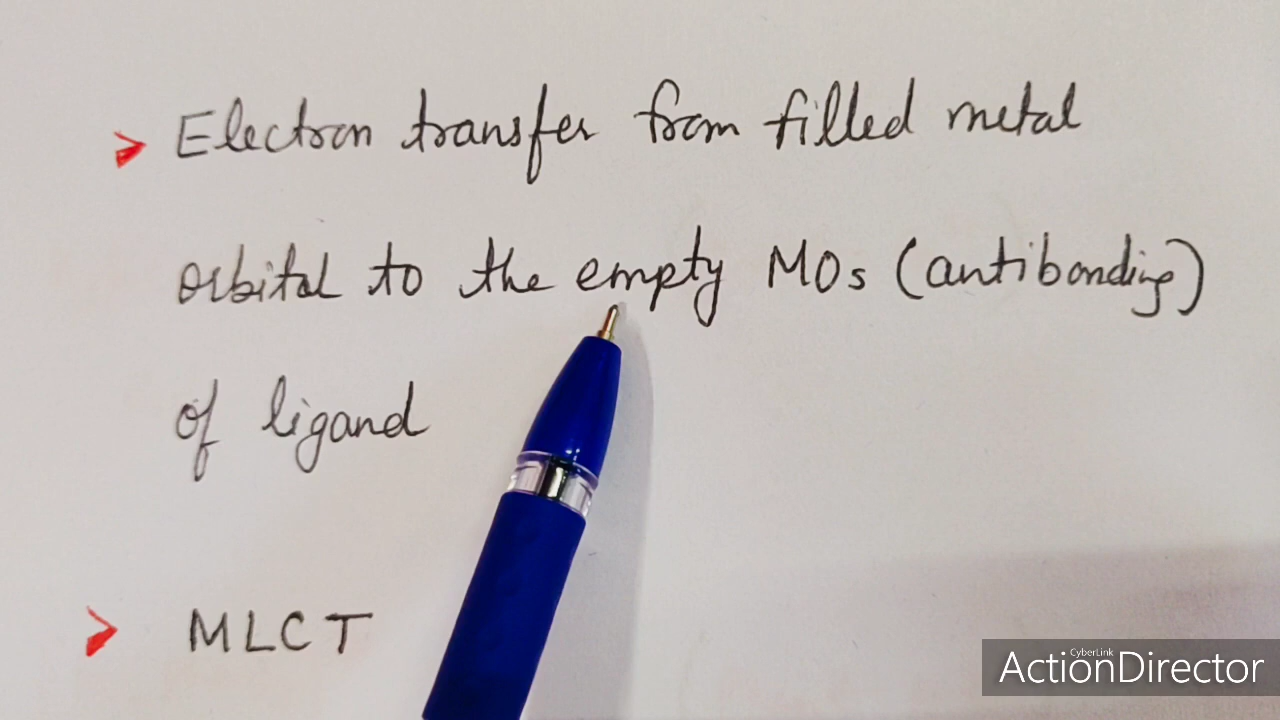 Electron transfer from filled metal
orbital to the empty MOs (antibonding)
of ligand
MLCT
CyberLink
ActionDirector